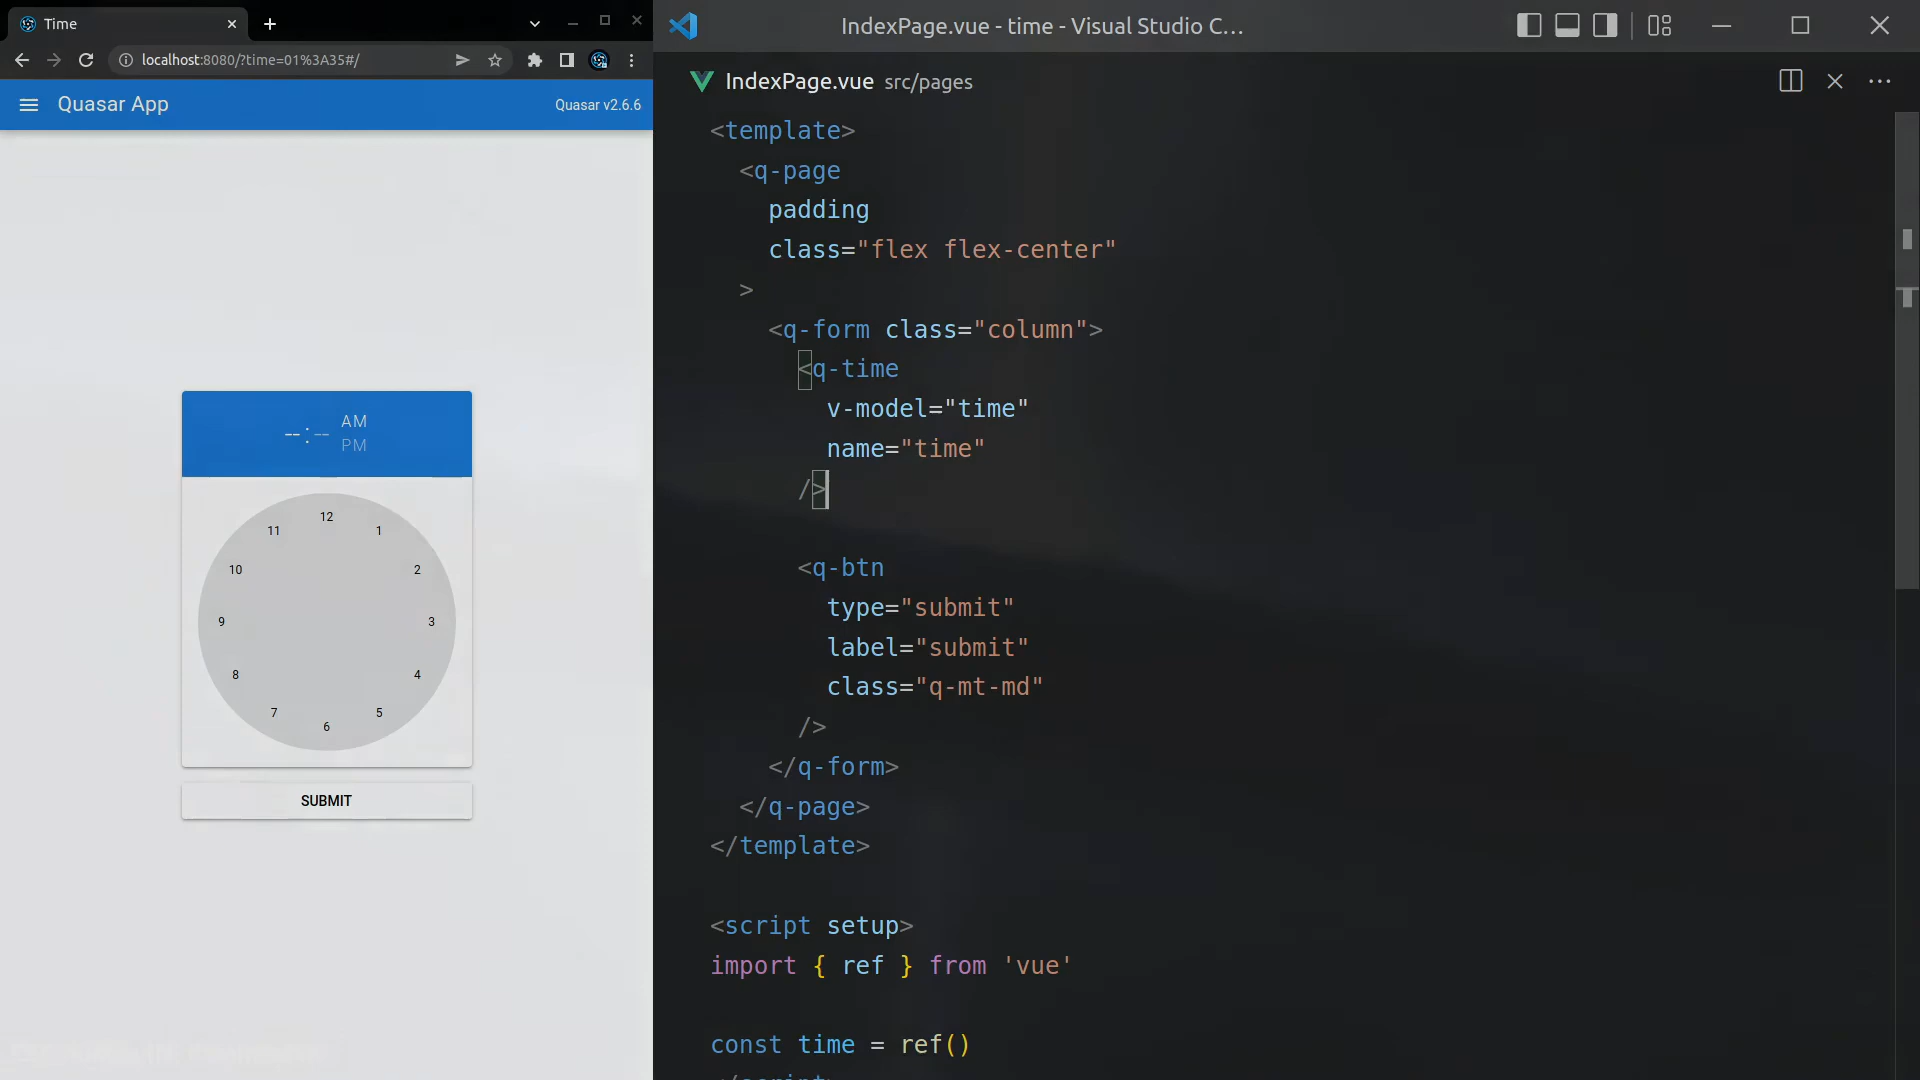 Time
localhost:8080/?time=01%3A35#/
Quasar App
Quasar v2.6.6
-- : --
AM
PM
12
11
1
10
2
9
3
8
4
7
5
6
SUBMIT
IndexPage.vue - time - Visual Studio C...
IndexPage.vue src/pages
<template>
<q-page
padding
class="flex flex-center"
>
<q-form class="column">
<q-time
v-model="time"
name="time"
/>
<q-btn
type="submit"
label="submit"
class="q-mt-md"
/>
</q-form>
</q-page>
</template>
<script setup>
import { ref } from 'vue'
const time = ref()
</script>